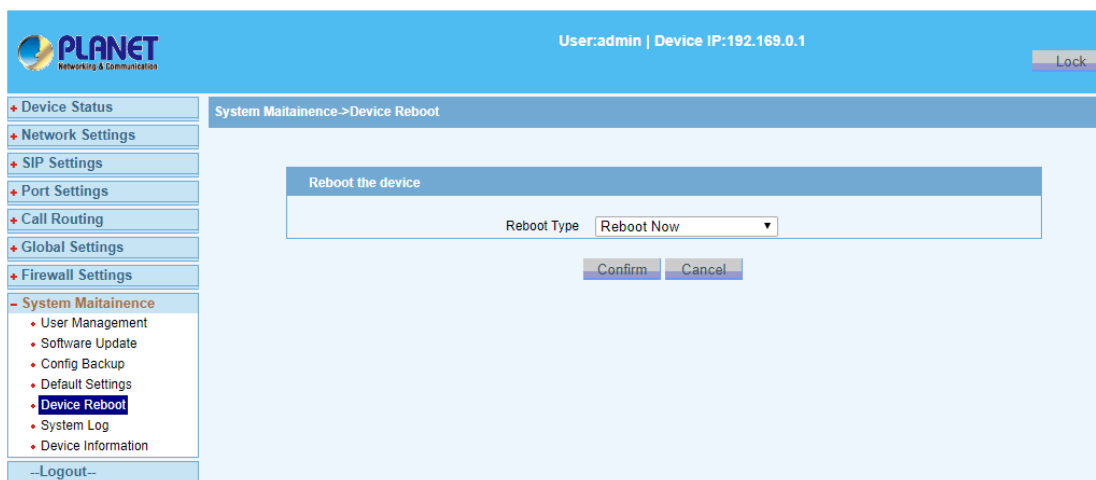 PLANET
Networking & Communication
User:admin | Device IP:192.169.0.1
Lock
Device Status
Network Settings
SIP Settings
Port Settings
Call Routing
Global Settings
Firewall Settings
System Maitainence
User Management
Software Update
Config Backup
Default Settings
Device Reboot
System Log
Device Information
--Logout--
System Maitainence->Device Reboot
Reboot the device
Reboot Type Reboot Now
Confirm Cancel